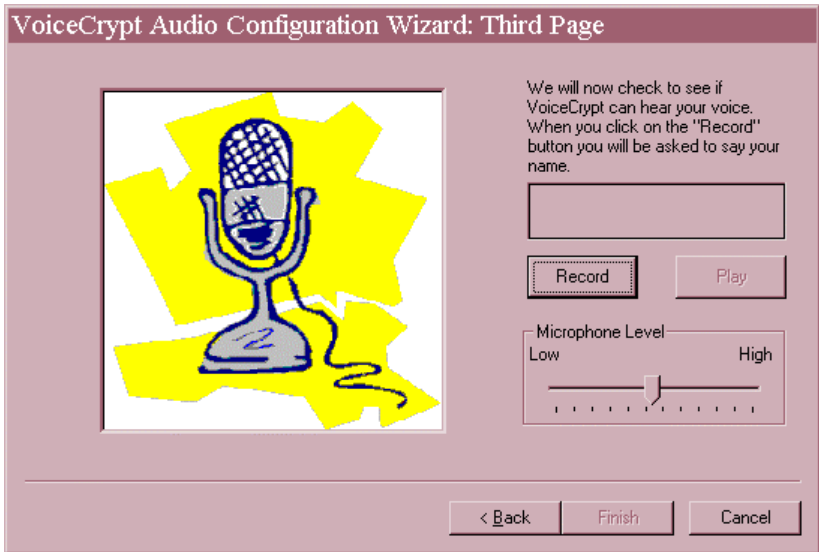 VoiceCrypt Audio Configuration Wizard: Third Page
We will now check to see if
VoiceCrypt can hear your voice.
When you click on the "Record"
button you will be asked to say your
name.
Record
Play
Microphone Level
Low
High
< Back
Finish
Cancel